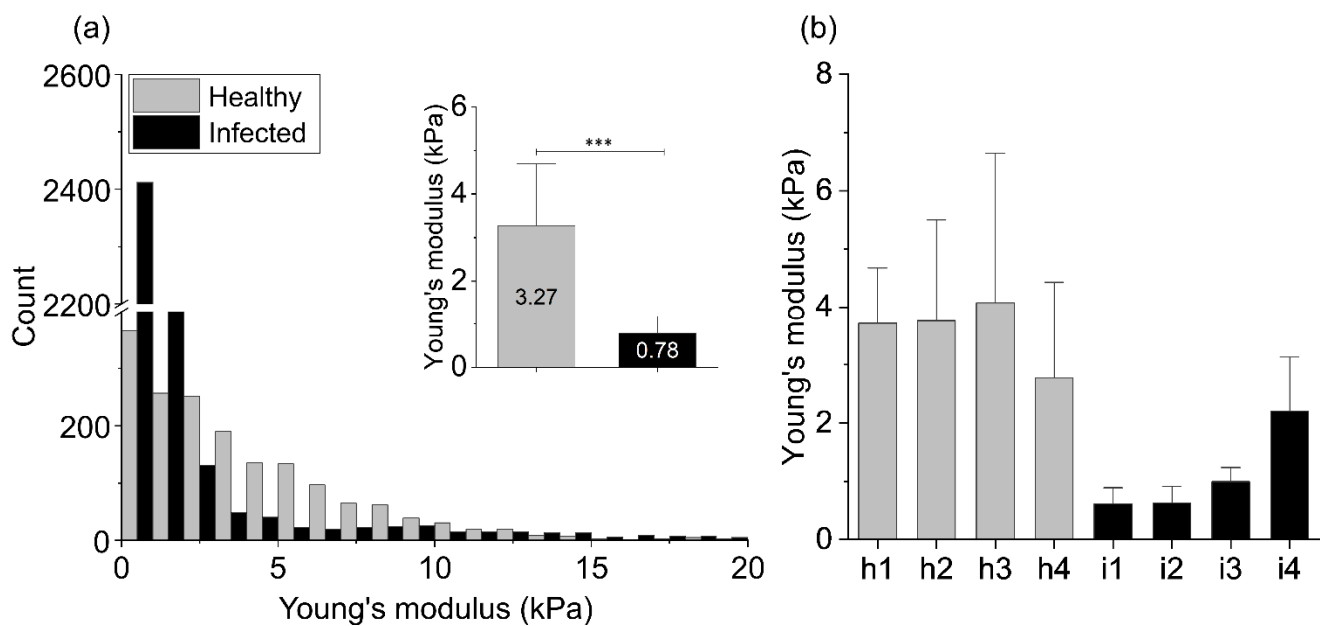 (a)
2600
2400
2200
200
0
Count
0 5 10 15 20
Young's modulus (kPa)
Healthy
Infected
6
4
2
0
Young's modulus (kPa)
***
3.27
0.78
(b)
8
6
4
2
0
Young's modulus (kPa)
h1 h2 h3 h4 i1 i2 i3 i4